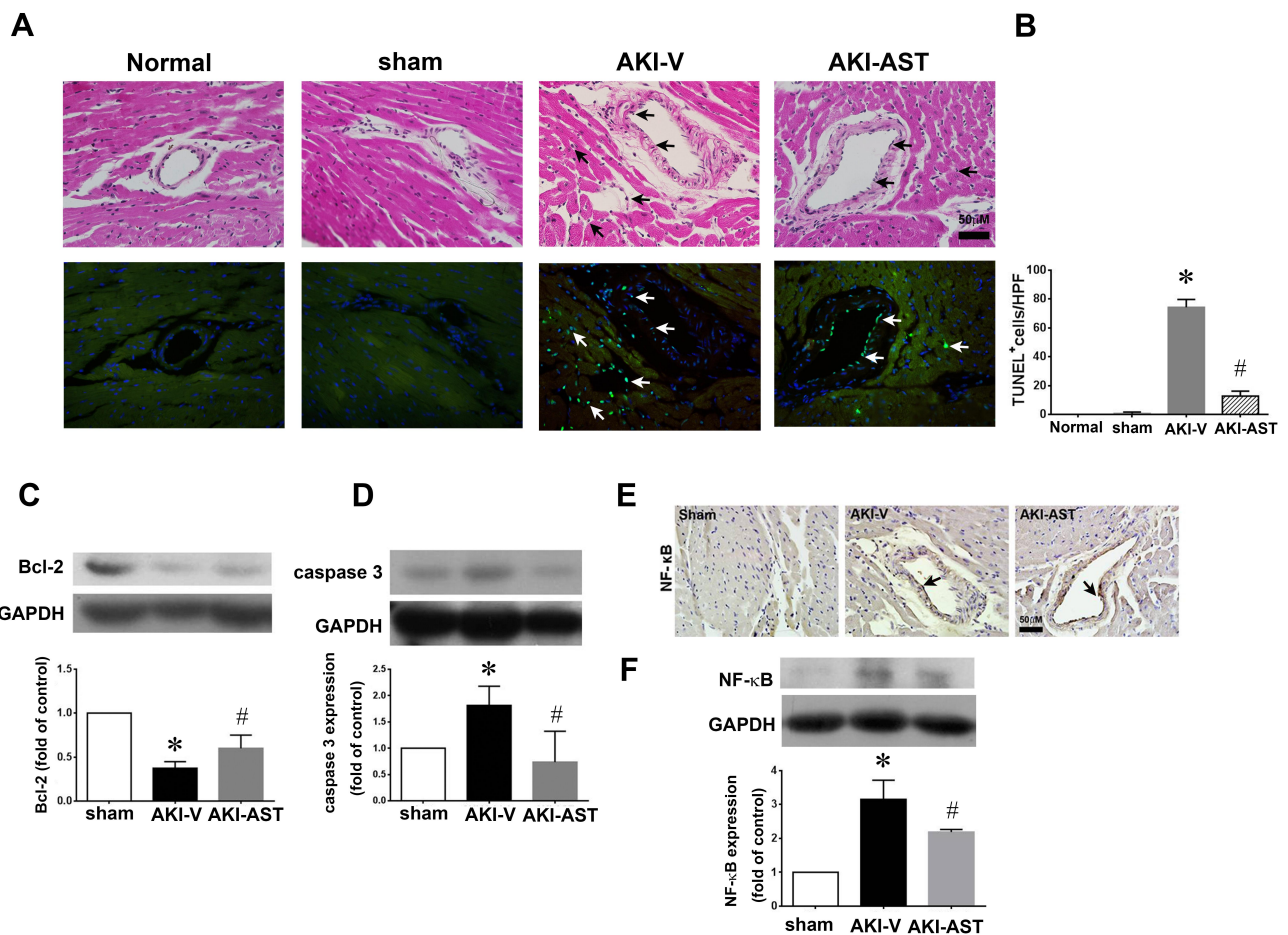 A
B
Normal
sham
AKI-V
AKI-AST
50µM
TUNEL+cells/HPF
100
80
60
40
20
0
*
#
Normal
sham
AKI-V
AKI-AST
C
Bcl-2
GAPDH
Bcl-2 (fold of control)
1.5
1.0
0.5
0.0
*
#
sham
AKI-V
AKI-AST
D
caspase 3
GAPDH
caspase 3 expression
(fold of control)
2.5
2.0
1.5
1.0
0.5
0.0
*
#
sham
AKI-V
AKI-AST
E
NF-κB
Sham
AKI-V
AKI-AST
50µM
F
NF-κB
GAPDH
NF-κB expression
(fold of control)
4
3
2
1
0
*
#
sham
AKI-V
AKI-AST